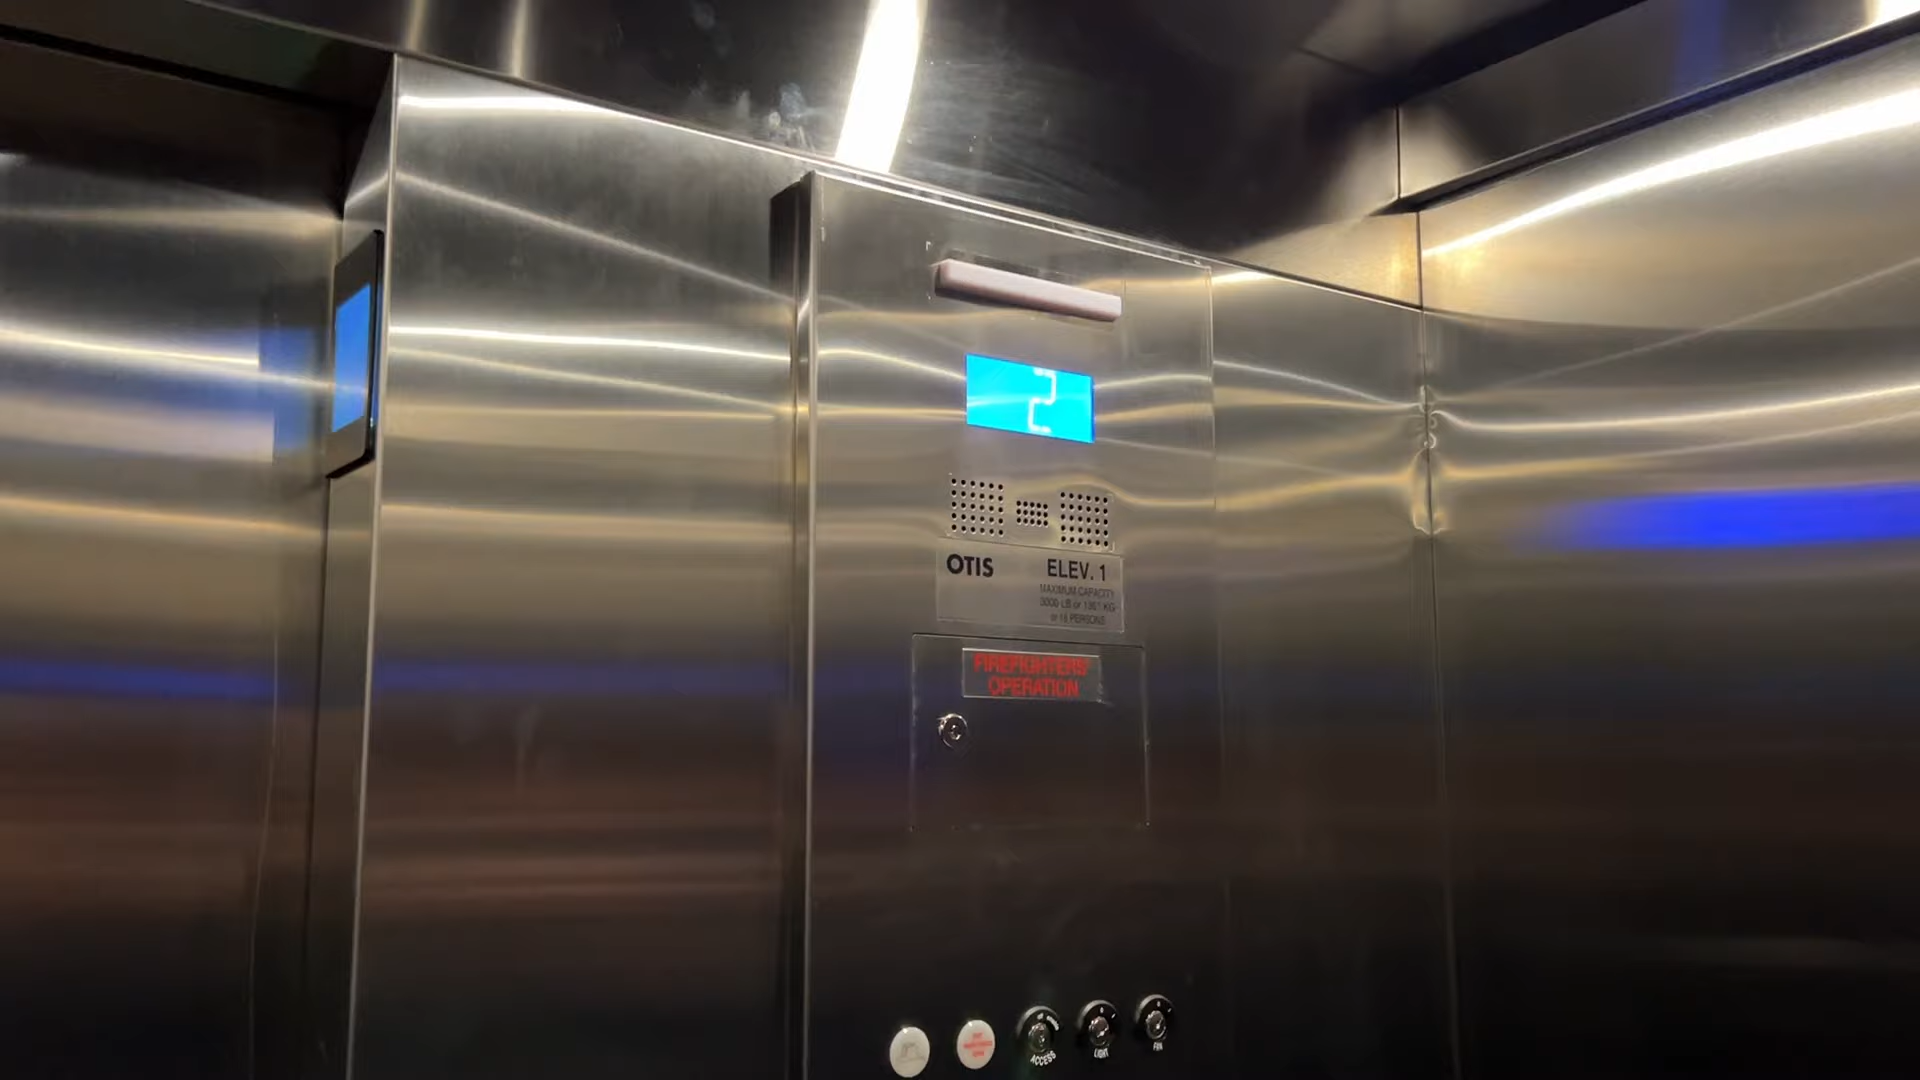 2
OTIS ELEV. 1
MAXIMUM CAPACITY
3000 LB or 1361 KG
or 18 PERSONS
FIREFIGHTERS'
OPERATION
ACCESS LIGHT FAN